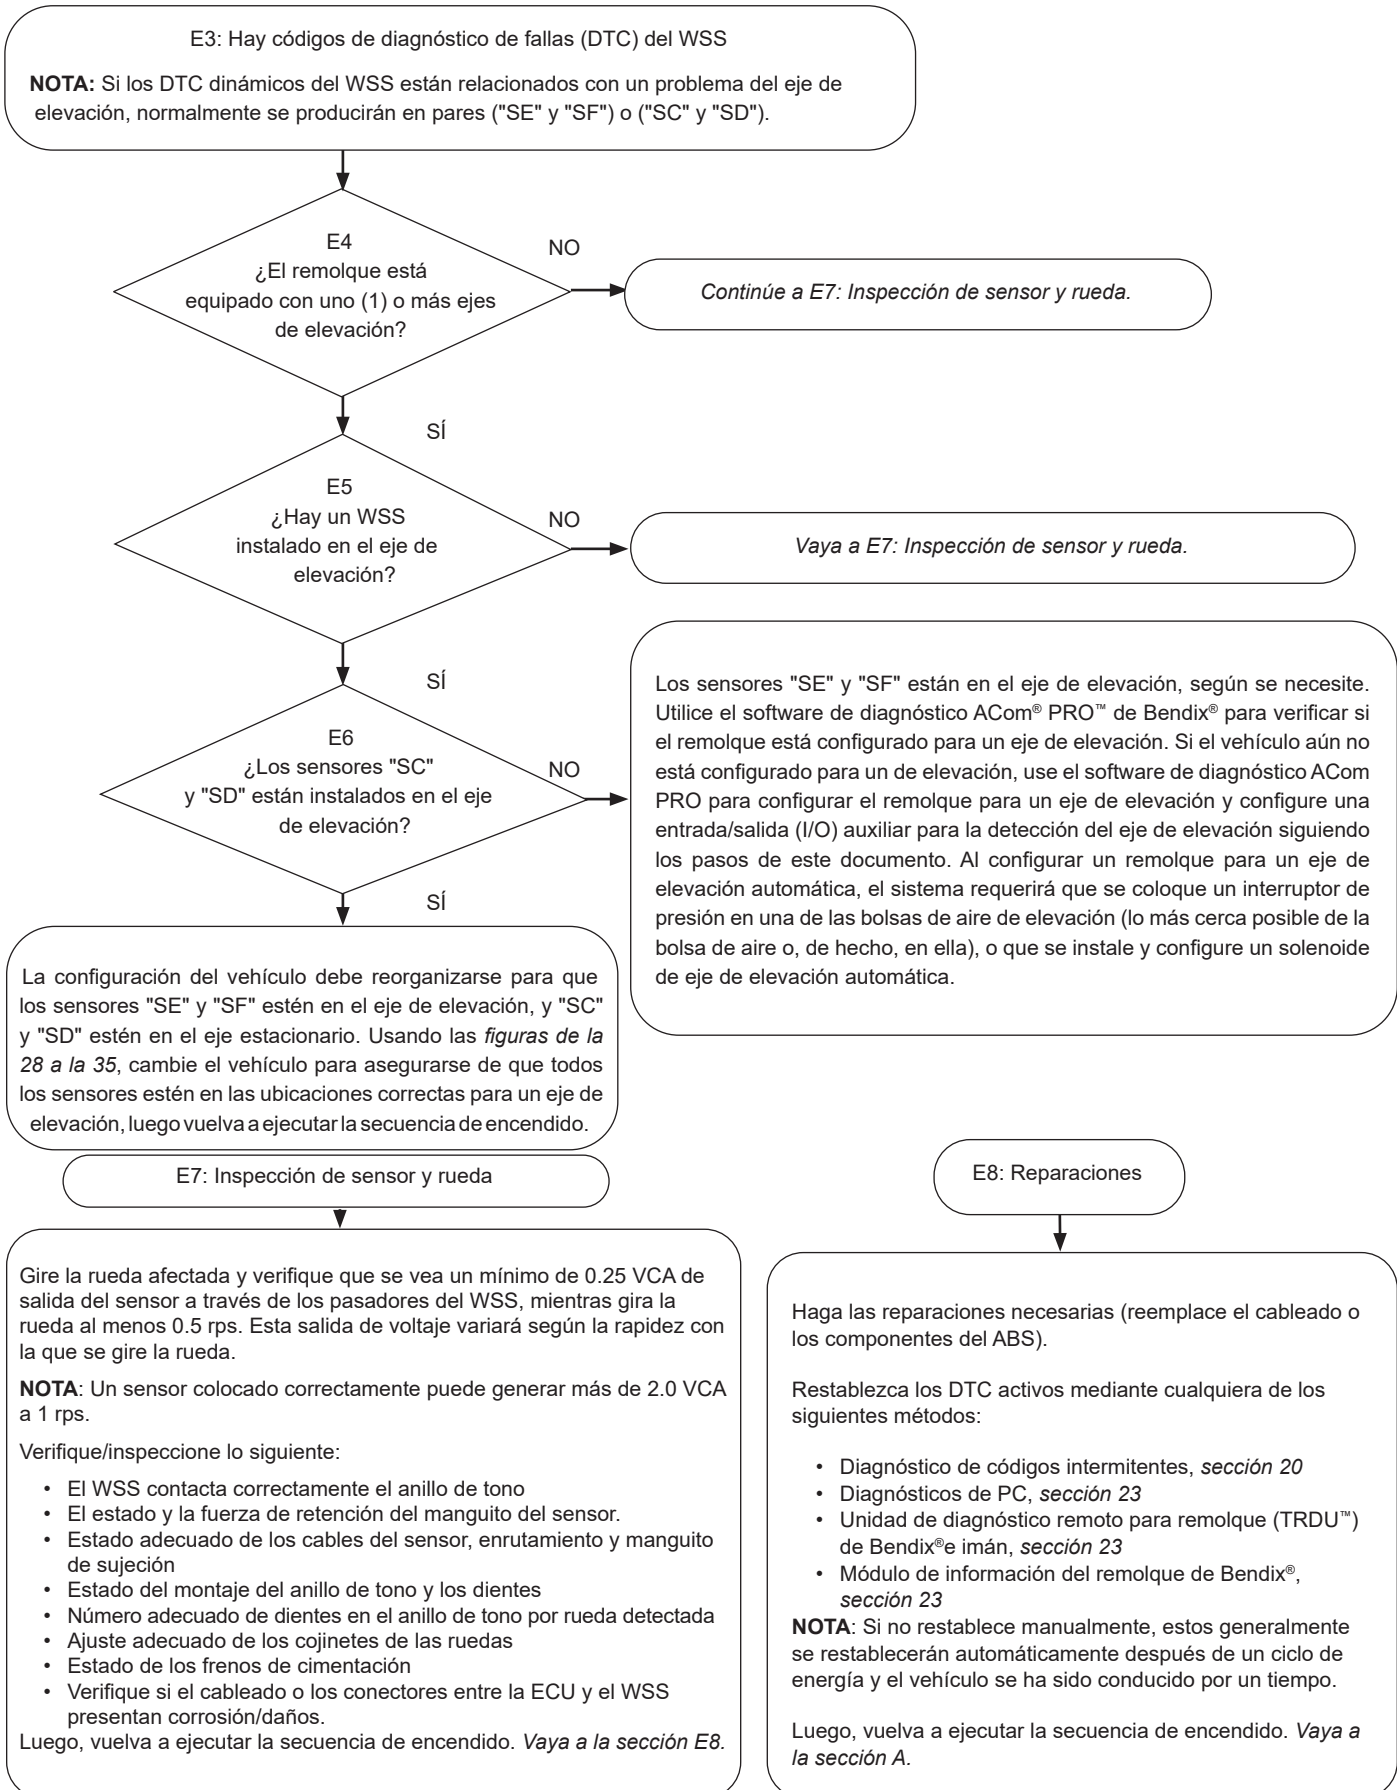 E3: Hay códigos de diagnóstico de fallas (DTC) del WSS
NOTA: Si los DTC dinámicos del WSS están relacionados con un problema del eje de
elevación, normalmente se producirán en pares ("SE" y "SF") o ("SC" y "SD").
E4
¿El remolque está
equipado con uno (1) o más ejes
de elevación?
NO
Continúe a E7: Inspección de sensor y rueda.
SÍ
E5
¿Hay un WSS
instalado en el eje de
elevación?
NO
Vaya a E7: Inspección de sensor y rueda.
SÍ
E6
¿Los sensores "SC"
y "SD" están instalados en el eje
de elevación?
NO
Los sensores "SE" y "SF" están en el eje de elevación, según se necesite.
Utilice el software de diagnóstico ACom® PRO™ de Bendix® para verificar si
el remolque está configurado para un eje de elevación. Si el vehículo aún no
está configurado para un de elevación, use el software de diagnóstico ACom
PRO para configurar el remolque para un eje de elevación y configure una
entrada/salida (I/O) auxiliar para la detección del eje de elevación siguiendo
los pasos de este documento. Al configurar un remolque para un eje de
elevación automática, el sistema requerirá que se coloque un interruptor de
presión en una de las bolsas de aire de elevación (lo más cerca posible de la
bolsa de aire o, de hecho, en ella), o que se instale y configure un solenoide
de eje de elevación automática.
SÍ
La configuración del vehículo debe reorganizarse para que
los sensores "SE" y "SF" estén en el eje de elevación, y "SC"
y "SD" estén en el eje estacionario. Usando las figuras de la
28 a la 35, cambie el vehículo para asegurarse de que todos
los sensores estén en las ubicaciones correctas para un eje de
elevación, luego vuelva a ejecutar la secuencia de encendido.
E7: Inspección de sensor y rueda
Gire la rueda afectada y verifique que se vea un mínimo de 0.25 VCA de
salida del sensor a través de los pasadores del WSS, mientras gira la
rueda al menos 0.5 rps. Esta salida de voltaje variará según la rapidez con
la que se gire la rueda.
NOTA: Un sensor colocado correctamente puede generar más de 2.0 VCA
a 1 rps.
Verifique/inspeccione lo siguiente:
• El WSS contacta correctamente el anillo de tono
• El estado y la fuerza de retención del manguito del sensor.
• Estado adecuado de los cables del sensor, enrutamiento y manguito
de sujeción
• Estado del montaje del anillo de tono y los dientes
• Número adecuado de dientes en el anillo de tono por rueda detectada
• Ajuste adecuado de los cojinetes de las ruedas
• Estado de los frenos de cimentación
• Verifique si el cableado o los conectores entre la ECU y el WSS
presentan corrosión/daños.
Luego, vuelva a ejecutar la secuencia de encendido. Vaya a la sección E8.
E8: Reparaciones
Haga las reparaciones necesarias (reemplace el cableado o
los componentes del ABS).
Restablezca los DTC activos mediante cualquiera de los
siguientes métodos:
• Diagnóstico de códigos intermitentes, sección 20
• Diagnósticos de PC, sección 23
• Unidad de diagnóstico remoto para remolque (TRDU™)
de Bendix®e imán, sección 23
• Módulo de información del remolque de Bendix®,
sección 23
NOTA: Si no restablece manualmente, estos generalmente
se restablecerán automáticamente después de un ciclo de
energía y el vehículo se ha sido conducido por un tiempo.
Luego, vuelva a ejecutar la secuencia de encendido. Vaya a
la sección A.